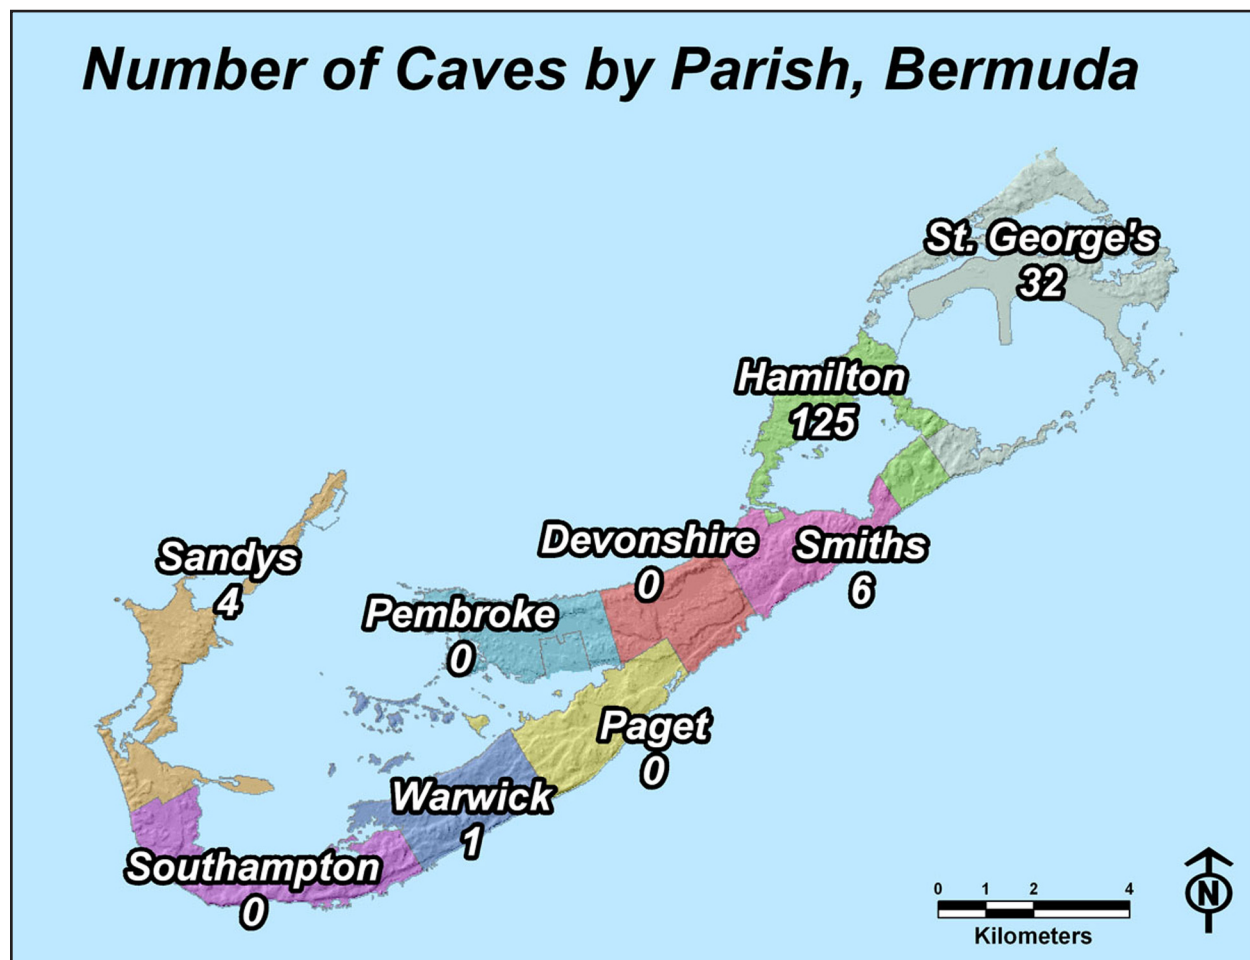 Number of Caves by Parish, Bermuda
St. George's
32
Hamilton
125
Devonshire
0
Smiths
6
Sandys
4
Pembroke
0
Paget
0
Warwick
1
Southampton
0
0 1 2 4
Kilometers
N